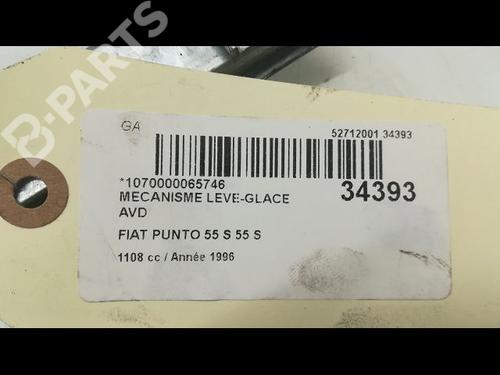 B-PARTS
GA
52712001 34393
*1070000065746
34393
MECANISME LEVE-GLACE
AVD
FIAT PUNTO 55 S 55 S
1108 cc / Année 1996